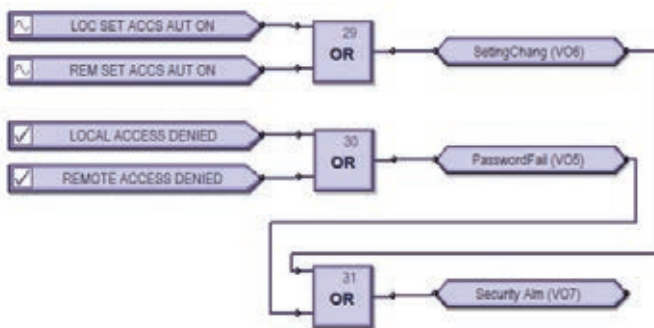 LOC SET ACCS AUT ON
REM SET ACCS AUT ON
29
OR
SetingChang (VO6)
LOCAL ACCESS DENIED
REMOTE ACCESS DENIED
30
OR
PasswordFail (VO5)
31
OR
Security Alm (VO7)